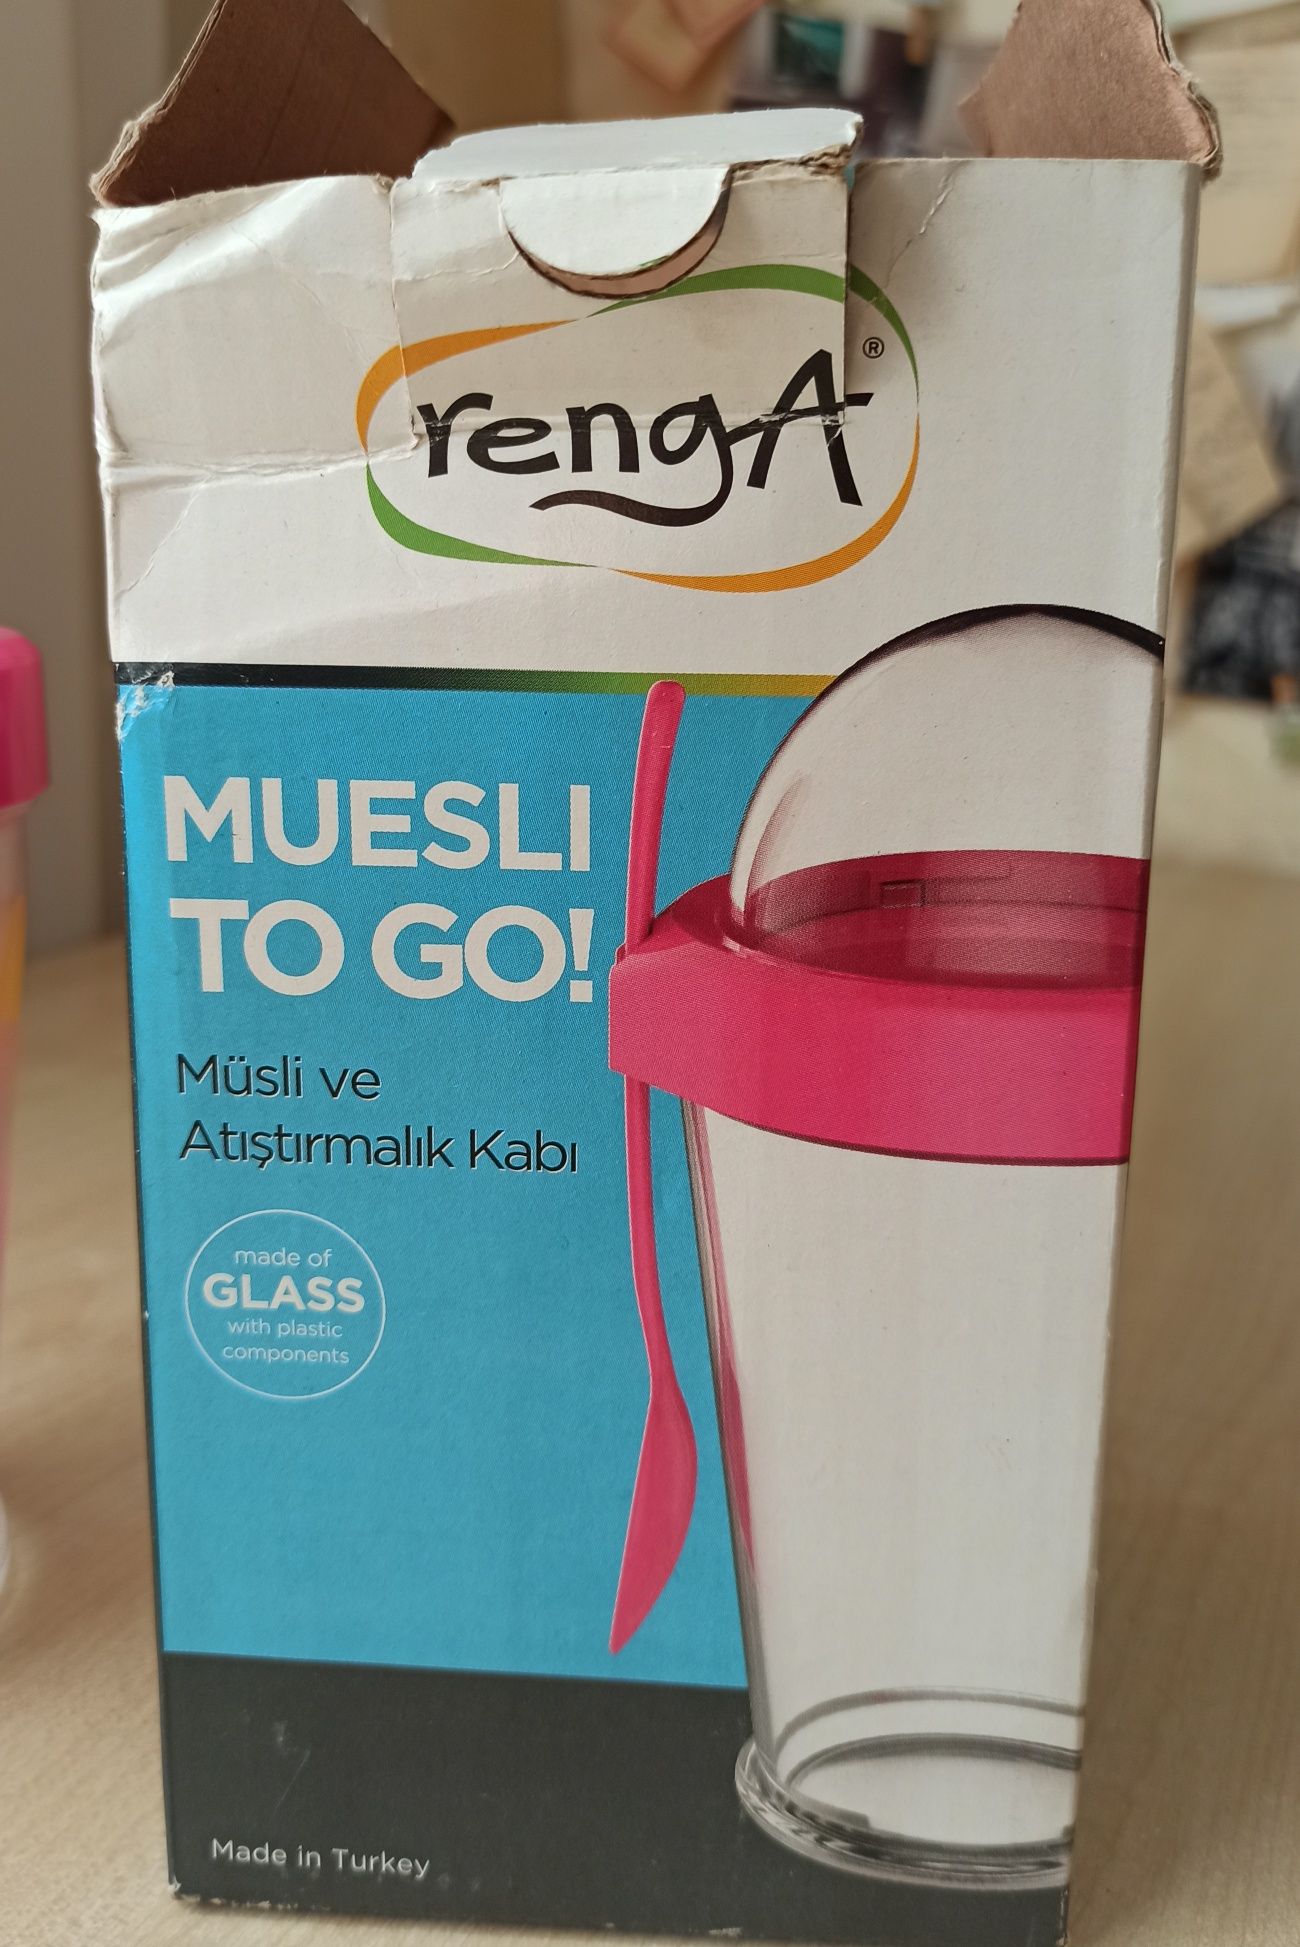 rengA®
MUESLI
TO GO!
Müsli ve
Atıştırmalık Kabı
made of
GLASS
with plastic
components
Made in Turkey